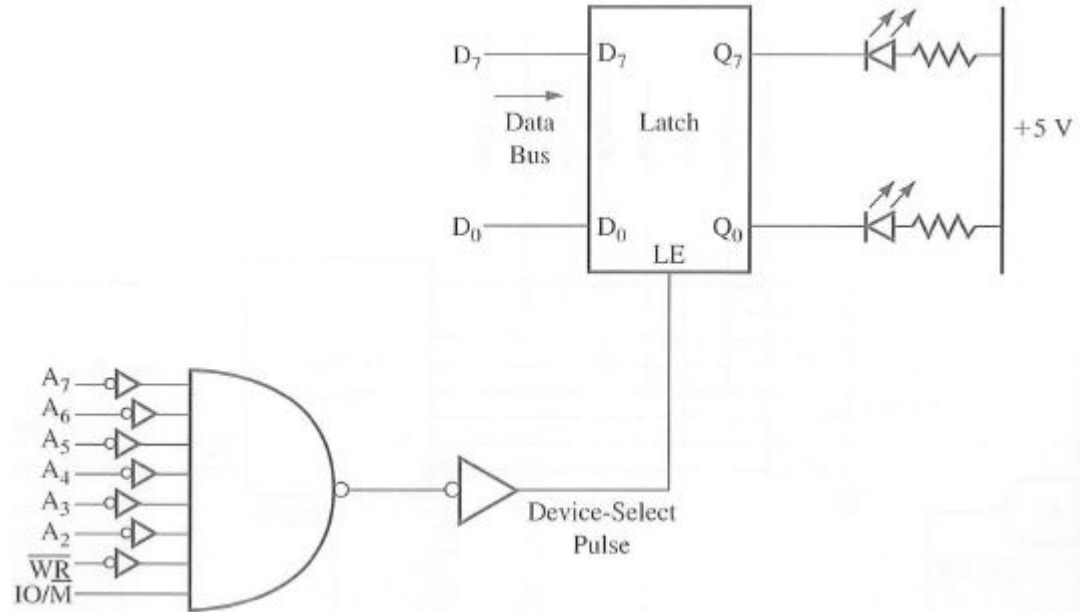 D₇
D₇
Q₇
Data
Bus
Latch
+5 V
D₀
D₀
Q₀
LE
A₇
A₆
A₅
A₄
A₃
A₂
W̅R̅
IO/M̅
Device-Select
Pulse